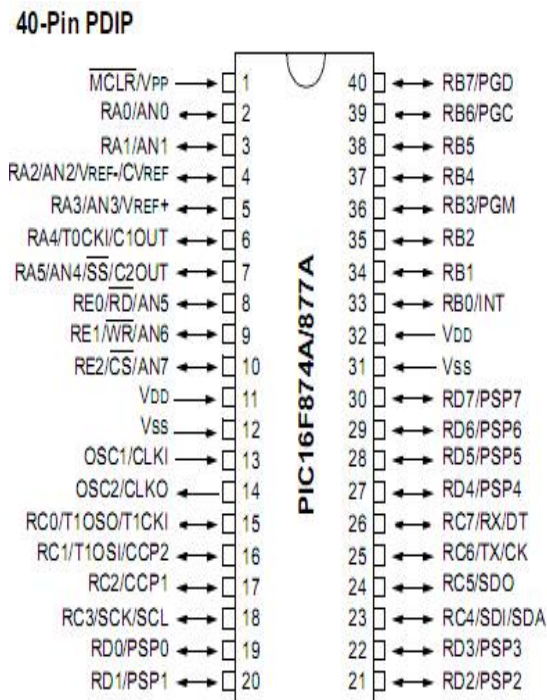 40-Pin PDIP
MCLR/VPP 1 40 RB7/PGD
RA0/AN0 2 39 RB6/PGC
RA1/AN1 3 38 RB5
RA2/AN2/VREF-/CVREF 4 37 RB4
RA3/AN3/VREF+ 5 36 RB3/PGM
RA4/T0CKI/C1OUT 6 35 RB2
RA5/AN4/SS/C2OUT 7 34 RB1
RE0/RD/AN5 8 33 RB0/INT
RE1/WR/AN6 9 32 VDD
RE2/CS/AN7 10 31 VSS
VDD 11 30 RD7/PSP7
VSS 12 29 RD6/PSP6
OSC1/CLKI 13 28 RD5/PSP5
OSC2/CLKO 14 27 RD4/PSP4
RC0/T1OSO/T1CKI 15 26 RC7/RX/DT
RC1/T1OSI/CCP2 16 25 RC6/TX/CK
RC2/CCP1 17 24 RC5/SDO
RC3/SCK/SCL 18 23 RC4/SDI/SDA
RD0/PSP0 19 22 RD3/PSP3
RD1/PSP1 20 21 RD2/PSP2
PIC16F874A/877A